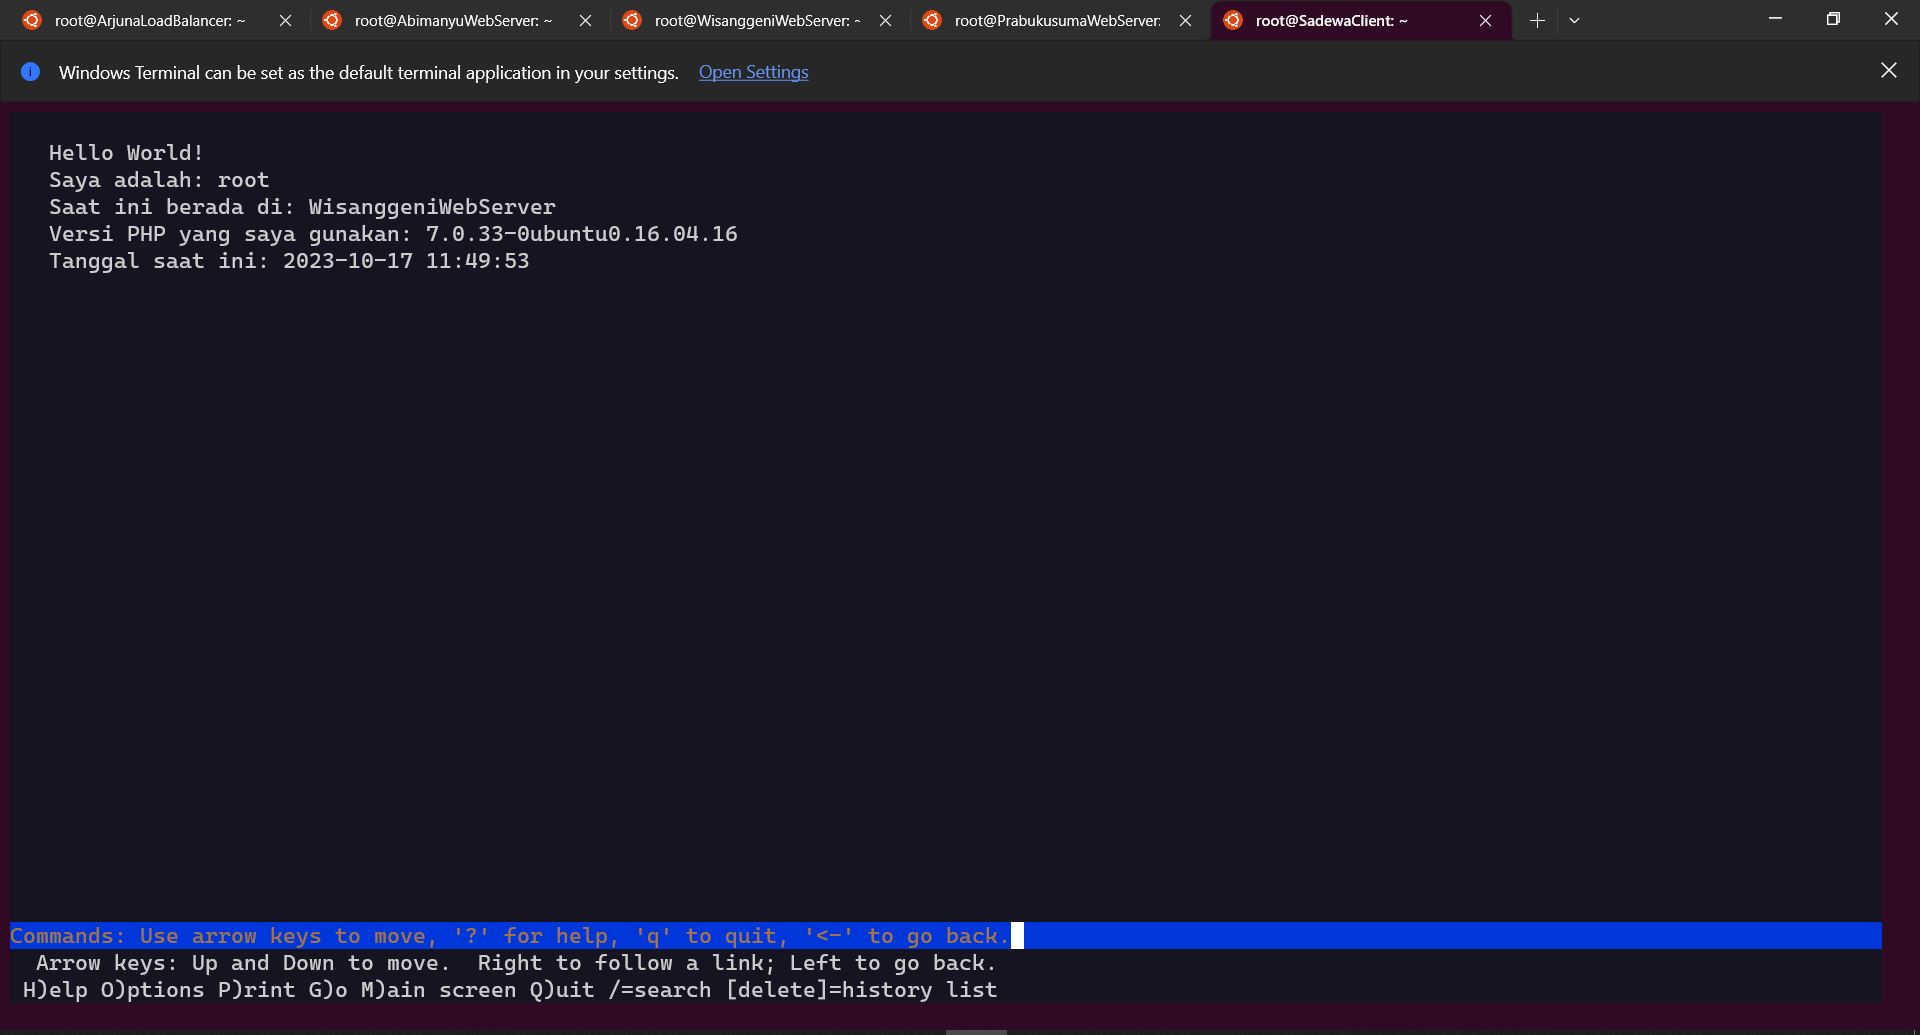 root@ArjunaLoadBalancer: ~
root@AbimanyuWebServer: ~
root@WisanggeniWebServer: ~
root@PrabukusumaWebServer:
root@SadewaClient: ~
Windows Terminal can be set as the default terminal application in your settings. Open Settings
Hello World!
Saya adalah: root
Saat ini berada di: WisanggeniWebServer
Versi PHP yang saya gunakan: 7.0.33-0ubuntu0.16.04.16
Tanggal saat ini: 2023-10-17 11:49:53
Commands: Use arrow keys to move, '?' for help, 'q' to quit, '<-' to go back.
Arrow keys: Up and Down to move.  Right to follow a link; Left to go back.
H)elp O)ptions P)rint G)o M)ain screen Q)uit /=search [delete]=history list